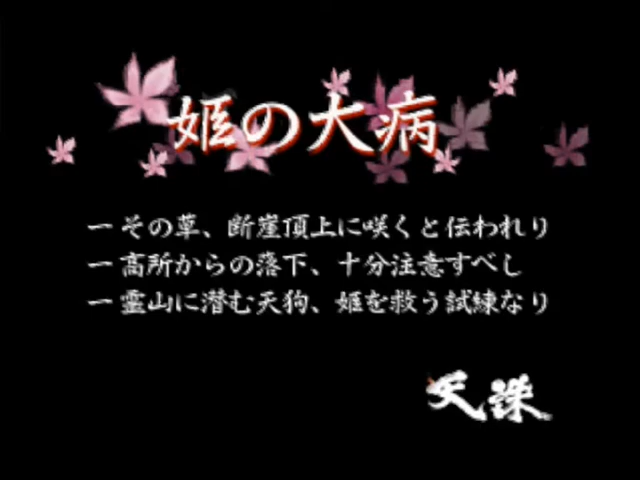 姫の大病
一 その草、断崖頂上に咲くと伝われり
一 高所からの落下、十分注意すべし
一 霊山に潜む天狗、姫を救う試練なり
天誅